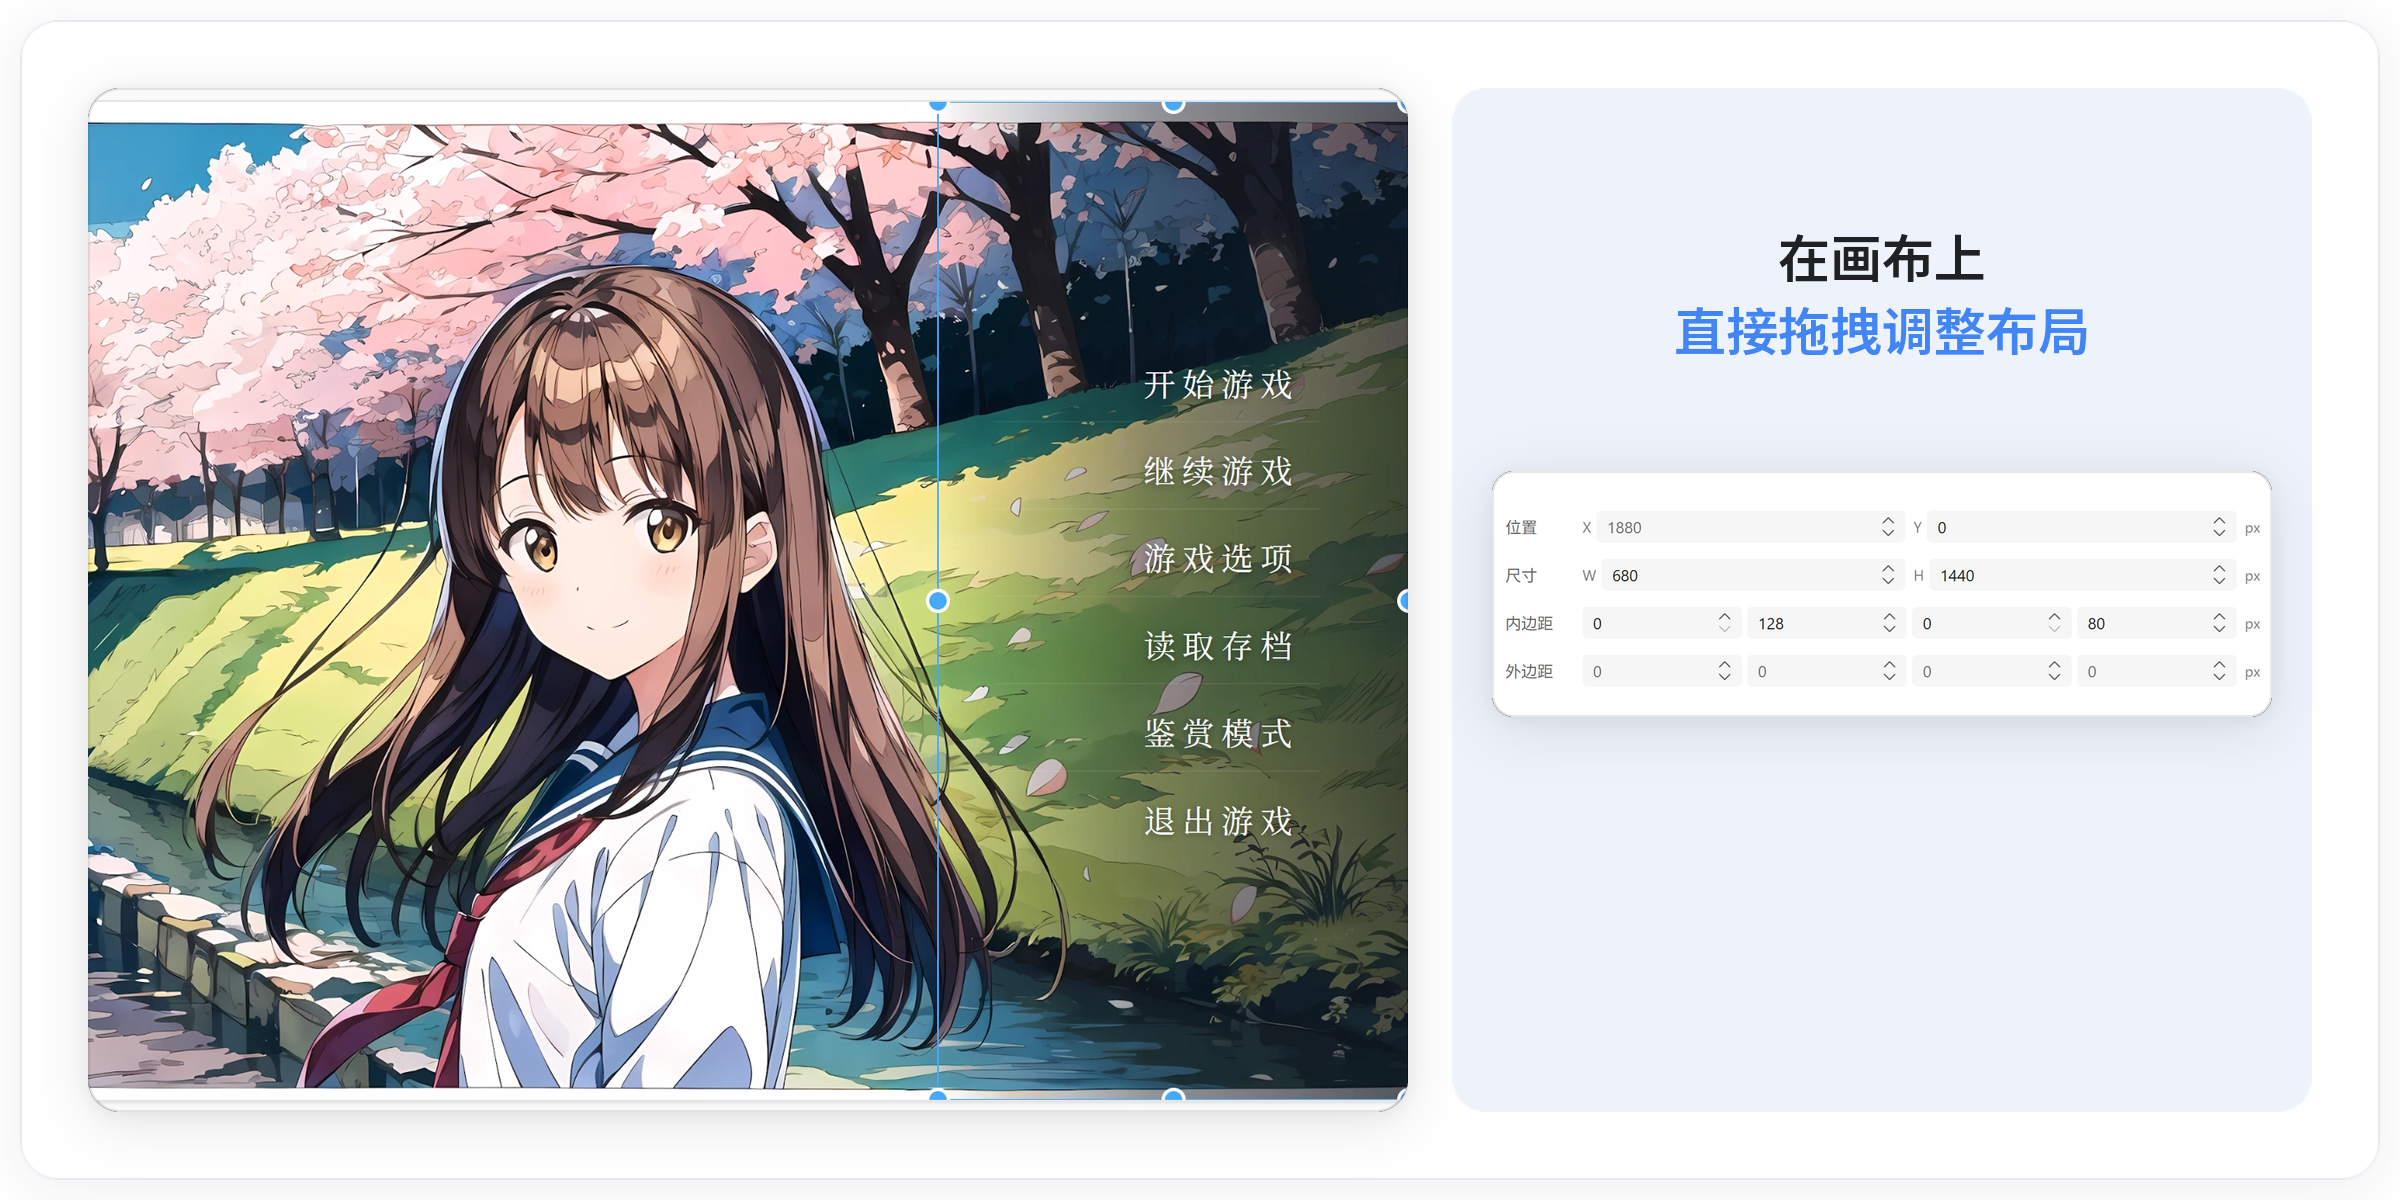 开始游戏
继续游戏
游戏选项
读取存档
鉴赏模式
退出游戏
在画布上
直接拖拽调整布局
位置 X 1880 Y 0 px
尺寸 W 680 H 1440 px
内边距 0 128 0 80 px
外边距 0 0 0 0 px